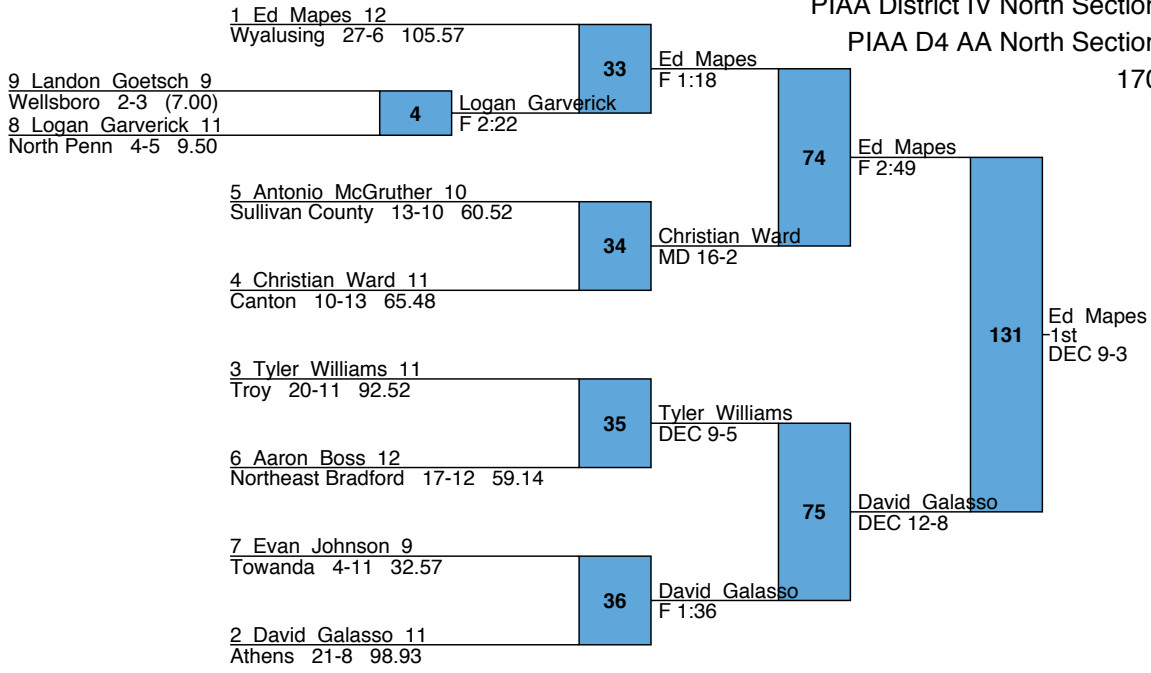 PIAA District IV North Section
PIAA D4 AA North Section
170
1 Ed Mapes 12
Wyalusing 27-6 105.57
33
Ed Mapes
F 1:18
9 Landon Goetsch 9
Wellsboro 2-3 (7.00)
4
Logan Garverick
F 2:22
8 Logan Garverick 11
North Penn 4-5 9.50
74
Ed Mapes
F 2:49
5 Antonio McGruther 10
Sullivan County 13-10 60.52
34
Christian Ward
MD 16-2
4 Christian Ward 11
Canton 10-13 65.48
131
Ed Mapes
1st
DEC 9-3
3 Tyler Williams 11
Troy 20-11 92.52
35
Tyler Williams
DEC 9-5
6 Aaron Boss 12
Northeast Bradford 17-12 59.14
75
David Galasso
DEC 12-8
7 Evan Johnson 9
Towanda 4-11 32.57
36
David Galasso
F 1:36
2 David Galasso 11
Athens 21-8 98.93